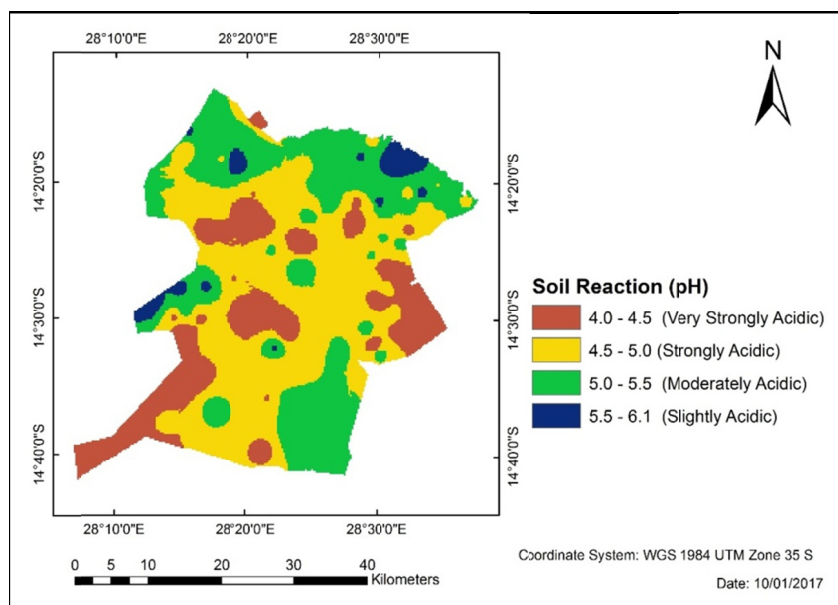 28°10'0"E 28°20'0"E 28°30'0"E
N
14°20'0"S 14°20'0"S
14°30'0"S 14°30'0"S
14°40'0"S 14°40'0"S
Soil Reaction (pH)
4.0 - 4.5 (Very Strongly Acidic)
4.5 - 5.0 (Strongly Acidic)
5.0 - 5.5 (Moderately Acidic)
5.5 - 6.1 (Slightly Acidic)
28°10'0"E 28°20'0"E 28°30'0"E
0 5 10 20 30 40
Kilometers
Coordinate System: WGS 1984 UTM Zone 35 S
Date: 10/01/2017